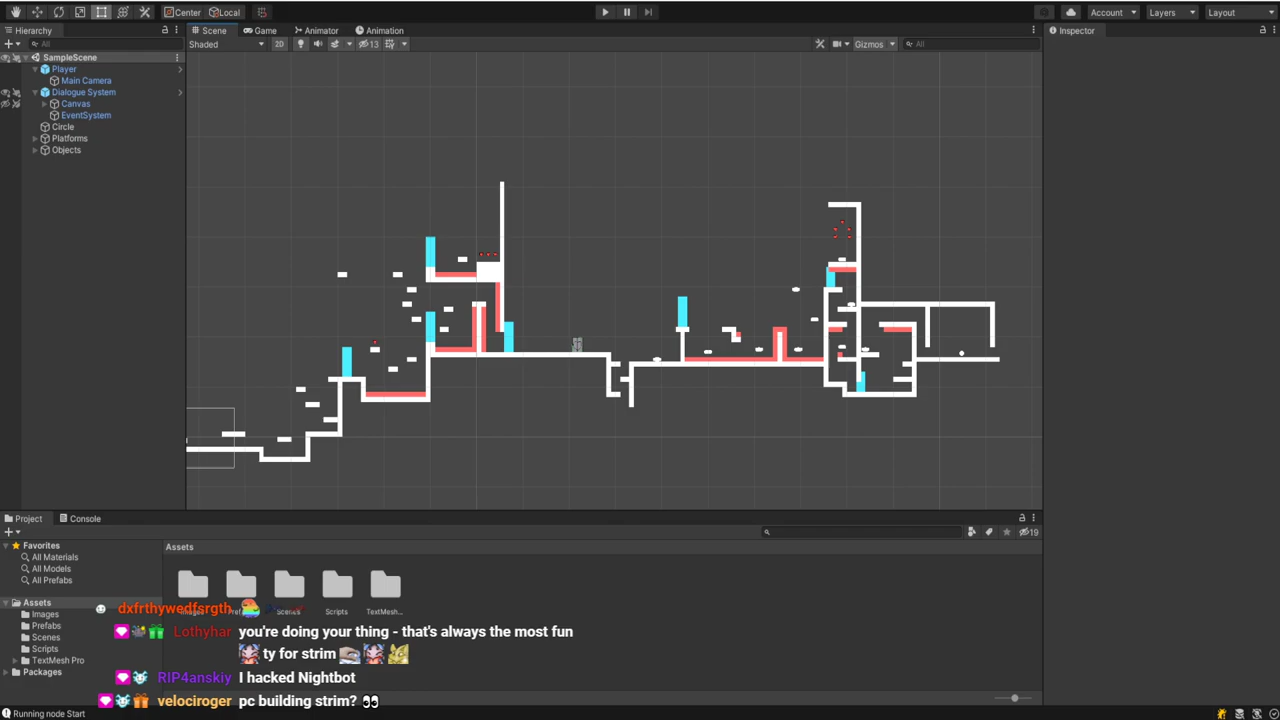 Center Local
Account Layers Layout
Hierarchy Scene Game Animator Animation Inspector
All Shaded 2D 13 Gizmos All
SampleScene
Player
Main Camera
Dialogue System
Canvas
EventSystem
Circle
Platforms
Objects
Project Console
19
Favorites Assets
All Materials
All Models
All Prefabs
Assets
Images
Prefabs
Scenes
Scripts
TextMesh Pro
Packages
Scenes Scripts TextMesh...
dxfrthywedfsrgth
Lothyhar you're doing your thing - that's always the most fun
ty for strim
RIP4anskiy I hacked Nightbot
velociroger pc building strim?
Running node Start